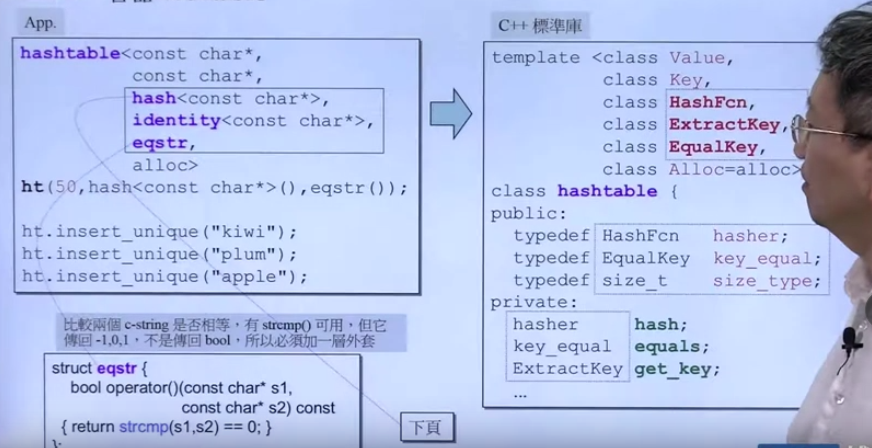 App.
hashtable<const char*,
const char*,
hash<const char*>,
identity<const char*>,
eqstr,
alloc>
ht(50,hash<const char*>(),eqstr());
ht.insert_unique("kiwi");
ht.insert_unique("plum");
ht.insert_unique("apple");
比較兩個 c-string 是否相等，有 strcmp() 可用，但它
傳回 -1,0,1，不是傳回 bool，所以必須加一層外套
struct eqstr {
bool operator()(const char* s1,
const char* s2) const
{ return strcmp(s1,s2) == 0; }
};
下頁
C++ 標準庫
template <class Value,
class Key,
class HashFcn,
class ExtractKey,
class EqualKey,
class Alloc=alloc>
class hashtable {
public:
typedef HashFcn hasher;
typedef EqualKey key_equal;
typedef size_t size_type;
private:
hasher hash;
key_equal equals;
ExtractKey get_key;
...